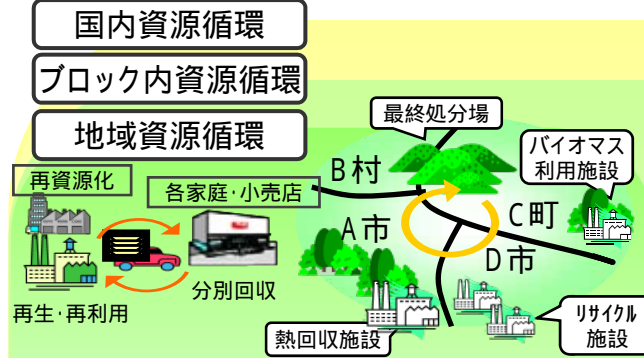 国内資源循環
ブロック内資源循環
地域資源循環
再資源化
各家庭・小売店
分別回収
再生・再利用
最終処分場
B村
バイオマス
利用施設
A市
C町
D市
熱回収施設
リサイクル
施設